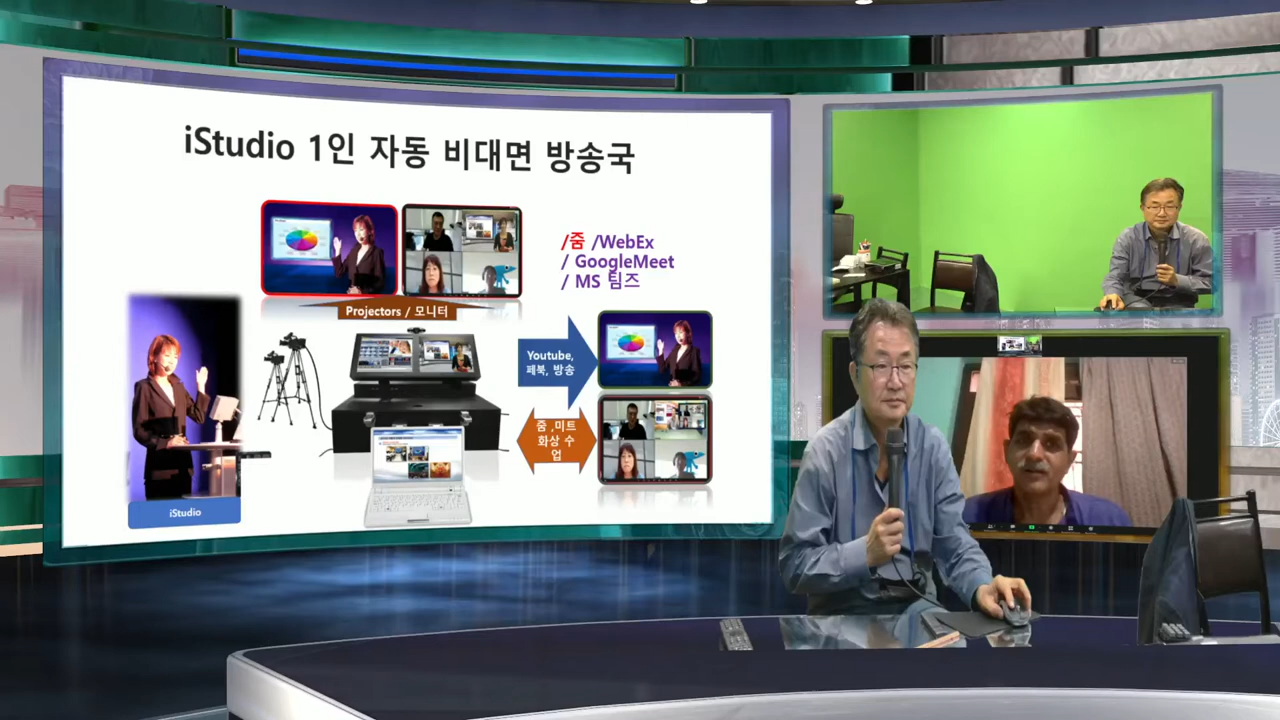 iStudio 1인 자동 비대면 방송국
/줌 /WebEx
/ GoogleMeet
/ MS 팀즈
Projectors / 모니터
Youtube,
페북, 방송
줌 ,미트
화상 수
업
iStudio